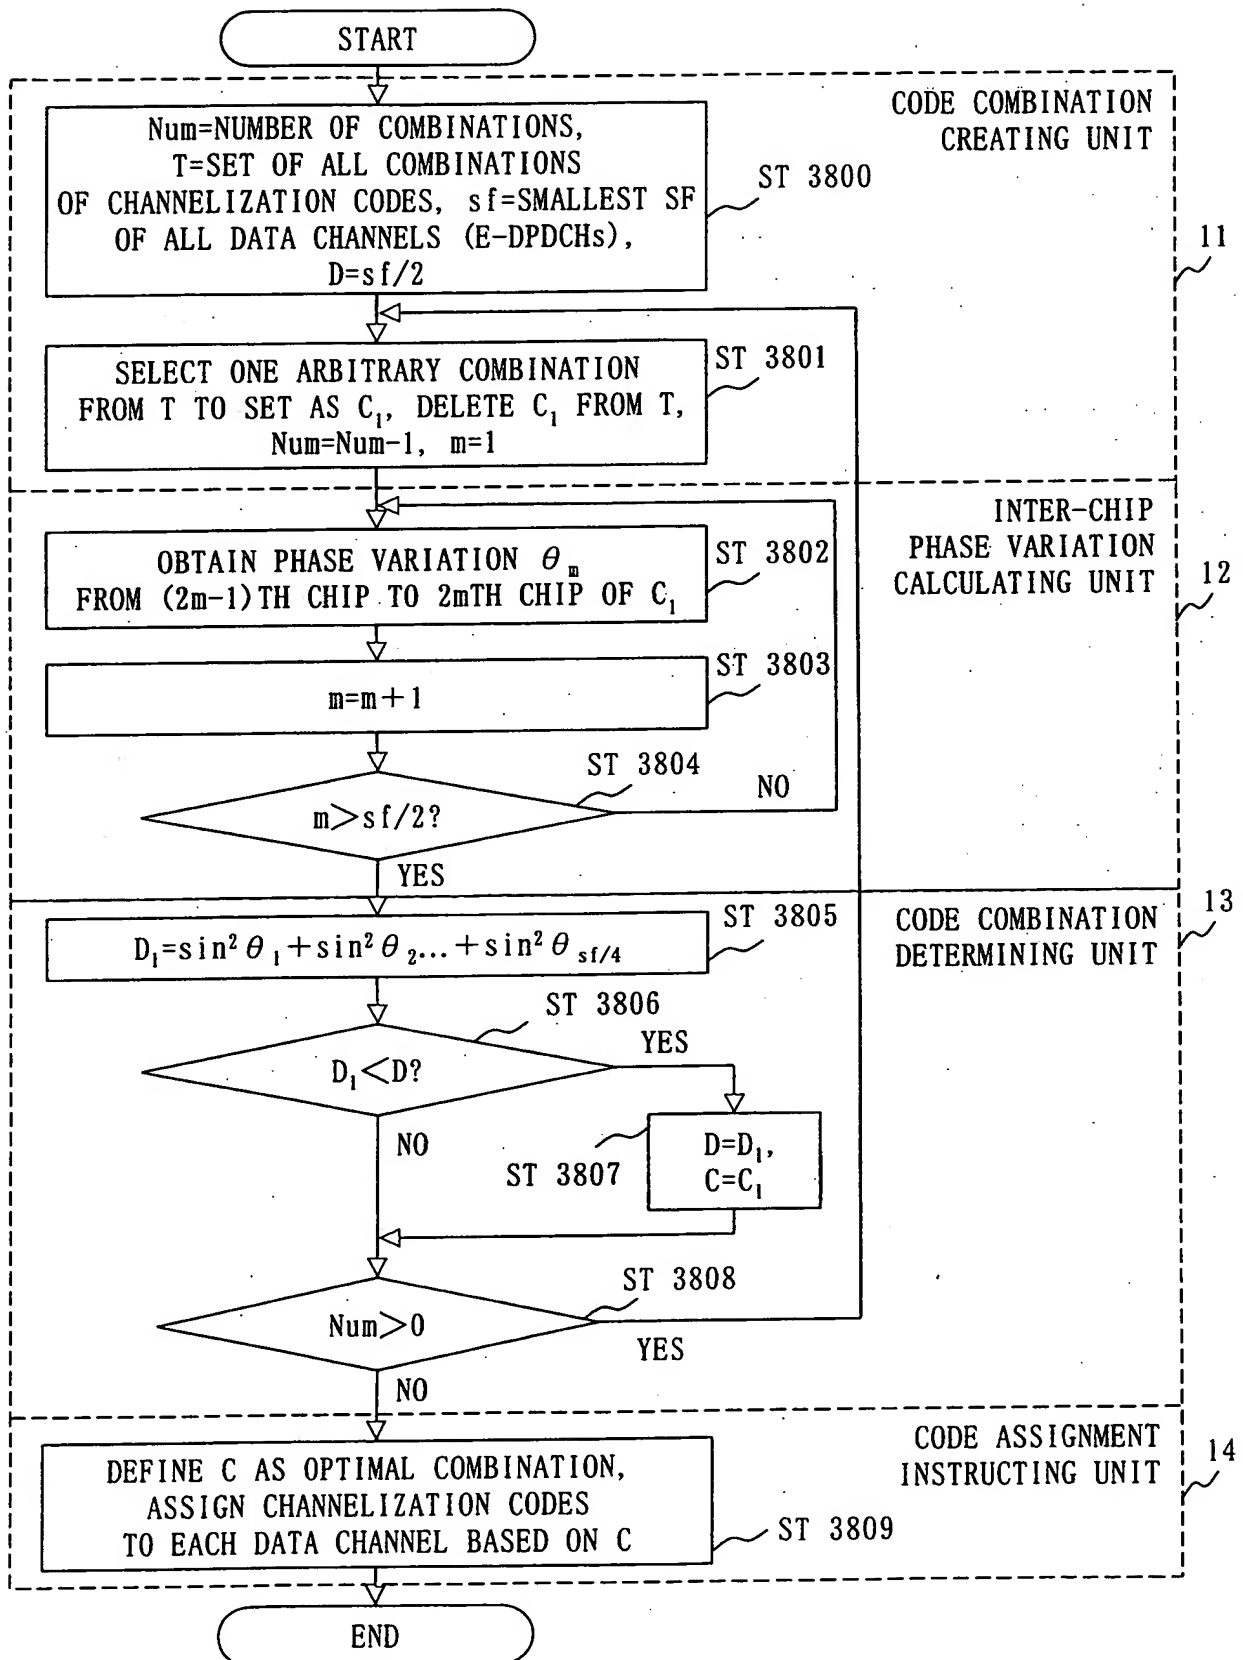 START
CODE COMBINATION
CREATING UNIT
Num=NUMBER OF COMBINATIONS,
T=SET OF ALL COMBINATIONS
OF CHANNELIZATION CODES, sf=SMALLEST SF
OF ALL DATA CHANNELS (E-DPDCHs),
D=sf/2
ST 3800
11
SELECT ONE ARBITRARY COMBINATION
FROM T TO SET AS C₁, DELETE C₁ FROM T,
Num=Num-1, m=1
ST 3801
INTER-CHIP
PHASE VARIATION
CALCULATING UNIT
12
OBTAIN PHASE VARIATION θₘ
FROM (2m-1)TH CHIP TO 2mTH CHIP OF C₁
ST 3802
m=m+1
ST 3803
m>sf/2?
ST 3804
NO
YES
CODE COMBINATION
DETERMINING UNIT
13
D₁=sin²θ₁+sin²θ₂...+sin²θ_sf/4
ST 3805
D₁<D?
ST 3806
YES
NO
D=D₁,
C=C₁
ST 3807
Num>0
ST 3808
YES
NO
CODE ASSIGNMENT
INSTRUCTING UNIT
14
DEFINE C AS OPTIMAL COMBINATION,
ASSIGN CHANNELIZATION CODES
TO EACH DATA CHANNEL BASED ON C
ST 3809
END